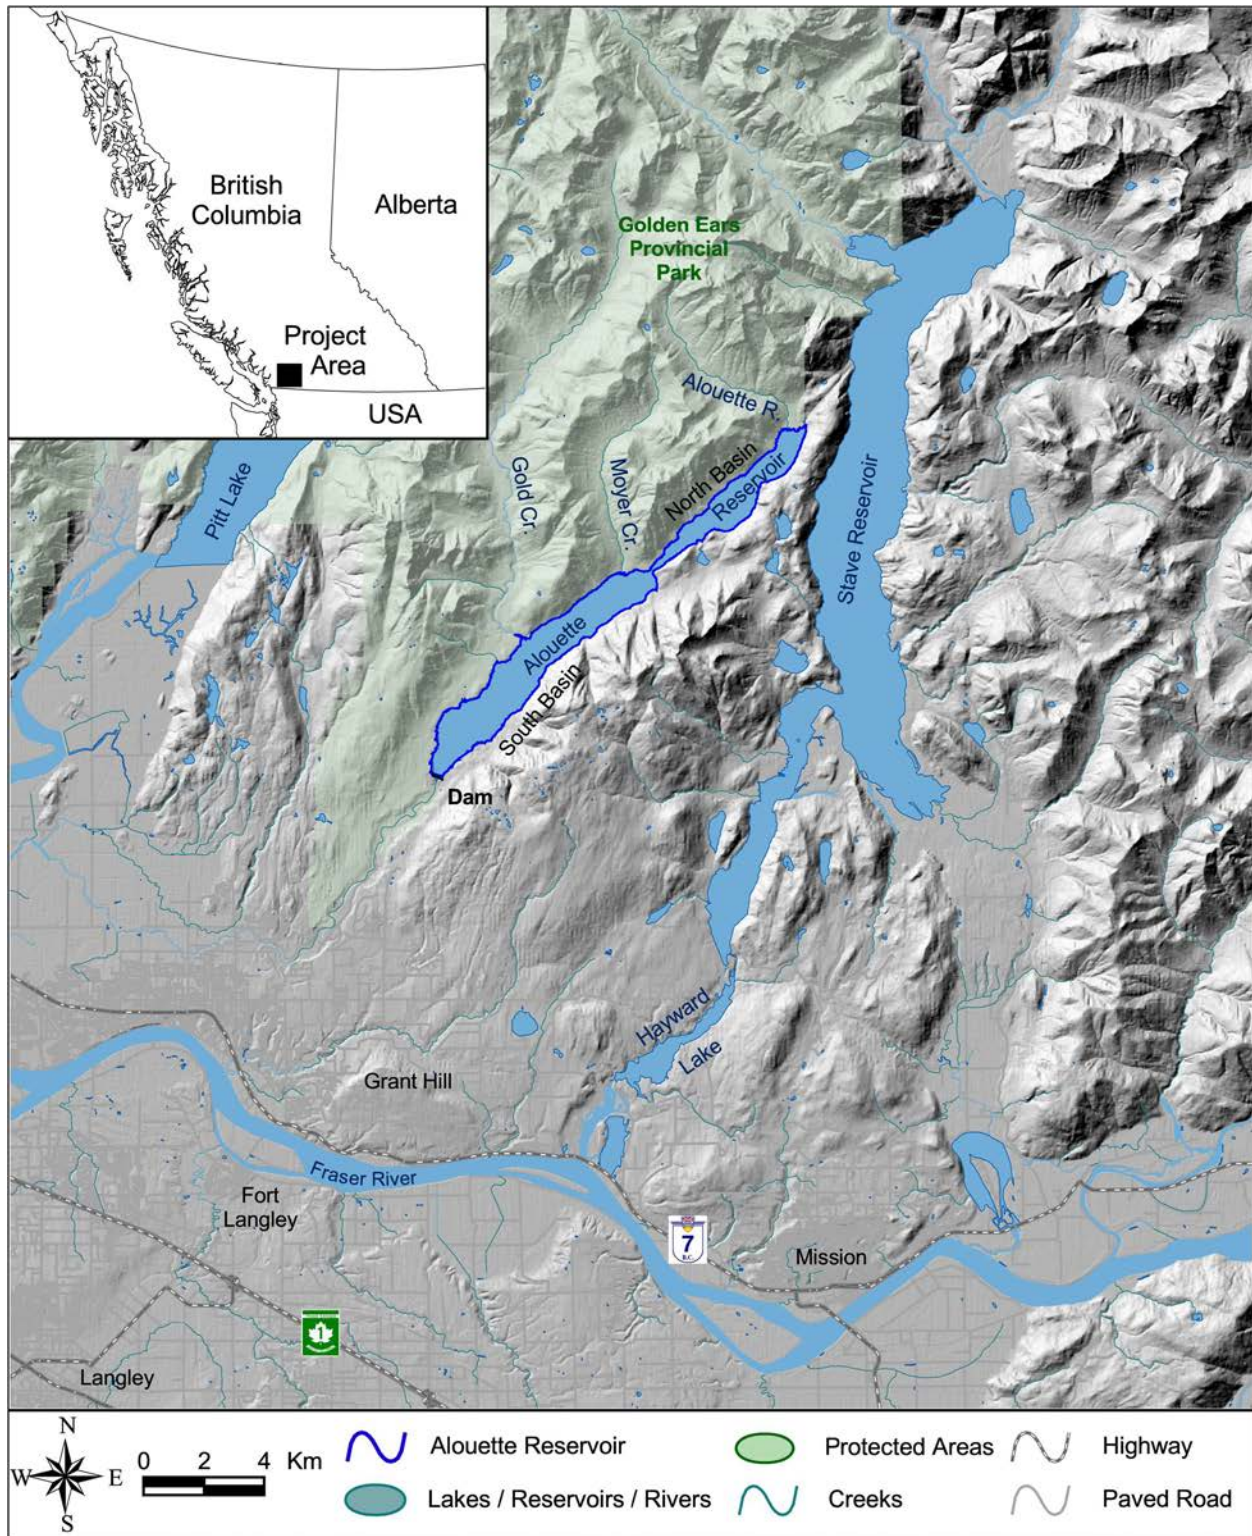 British
Columbia
Alberta
Project
Area
USA
Golden Ears
Provincial
Park
Alouette R.
North Basin
Reservoir
Gold Cr.
Moyer Cr.
Pitt Lake
Stave Reservoir
Alouette
South Basin
Dam
Hayward
Lake
Grant Hill
Fraser River
Fort
Langley
7
B.C.
Mission
1
Langley
N
W
E
S
0 2 4 Km
Alouette Reservoir
Protected Areas
Highway
Lakes / Reservoirs / Rivers
Creeks
Paved Road